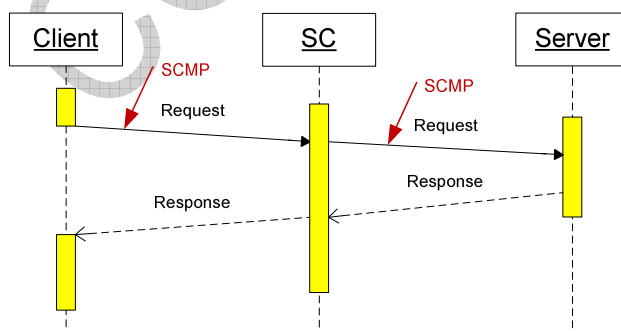 Client
SC
Server
SCMP
SCMP
Request
Request
Response
Response